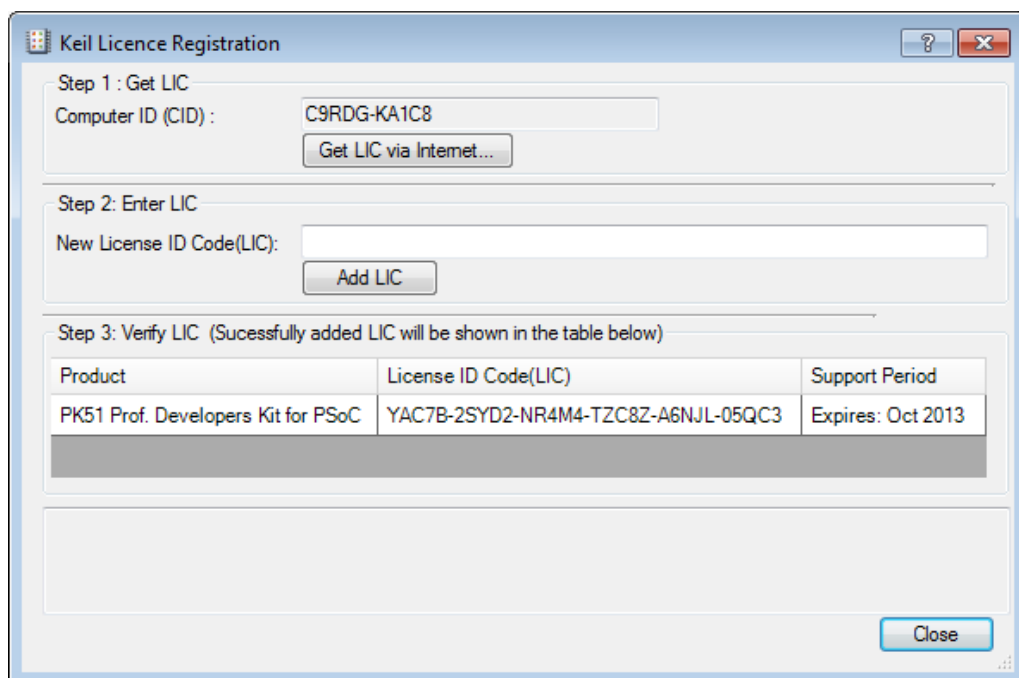 Keil Licence Registration
Step 1 : Get LIC
Computer ID (CID) : C9RDG-KA1C8
Get LIC via Internet...
Step 2: Enter LIC
New License ID Code(LIC):
Add LIC
Step 3: Verify LIC (Sucessfully added LIC will be shown in the table below)
Product License ID Code(LIC) Support Period
PK51 Prof. Developers Kit for PSoC YAC7B-2SYD2-NR4M4-TZC8Z-A6NJL-05QC3 Expires: Oct 2013
Close